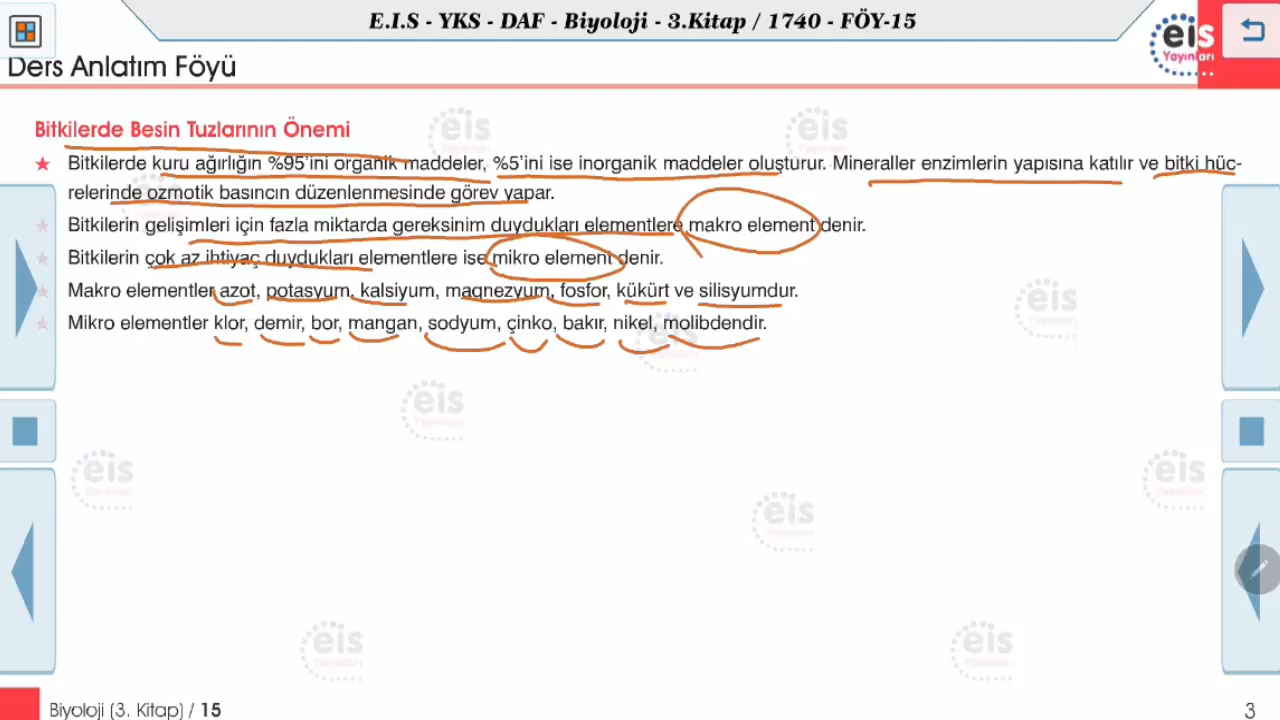 E.I.S - YKS - DAF - Biyoloji - 3.Kitap / 1740 - FÖY-15
eis
Yayınları
Ders Anlatım Föyü
Bitkilerde Besin Tuzlarının Önemi
★ Bitkilerde kuru ağırlığın %95'ini organik maddeler, %5'ini ise inorganik maddeler oluşturur. Mineraller enzimlerin yapısına katılır ve bitki hüc-
relerinde ozmotik basıncın düzenlenmesinde görev yapar.
★ Bitkilerin gelişimleri için fazla miktarda gereksinim duydukları elementlere makro element denir.
★ Bitkilerin çok az ihtiyaç duydukları elementlere ise mikro element denir.
★ Makro elementler azot, potasyum, kalsiyum, magnezyum, fosfor, kükürt ve silisyumdur.
★ Mikro elementler klor, demir, bor, mangan, sodyum, çinko, bakır, nikel, molibdendir.
Biyoloji (3. Kitap) / 15
3